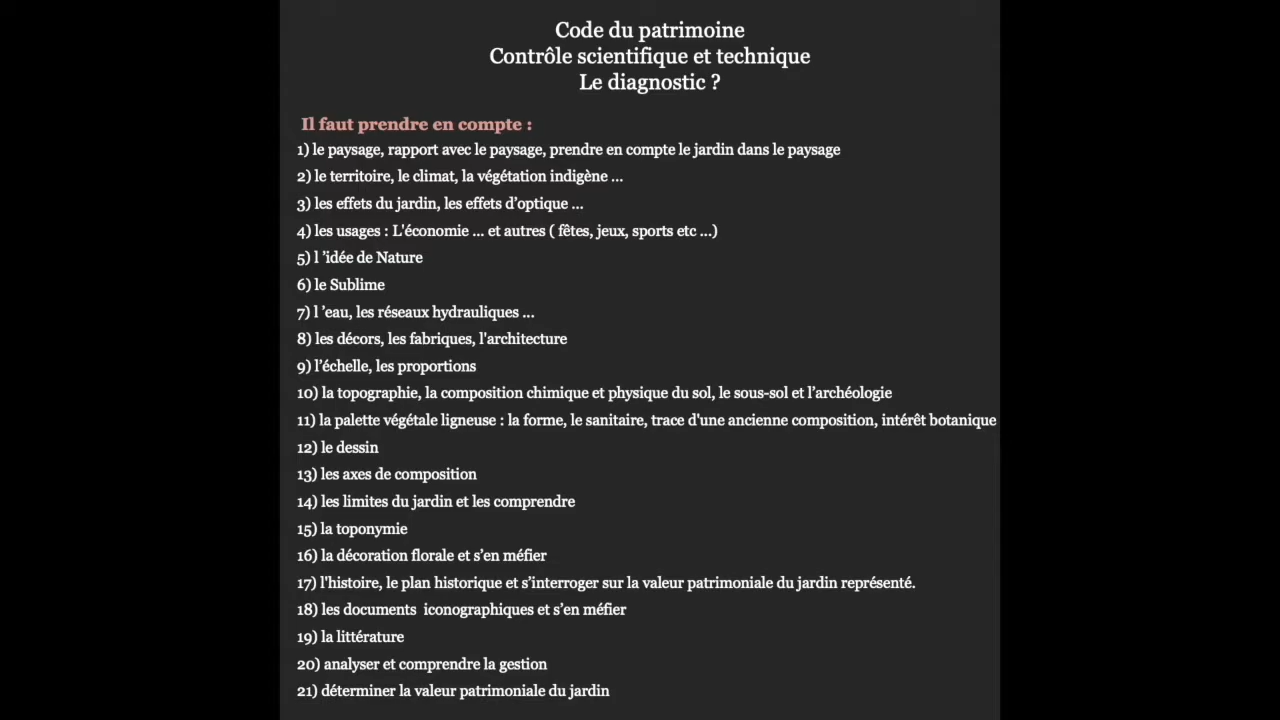 Code du patrimoine
Contrôle scientifique et technique
Le diagnostic ?
Il faut prendre en compte :
1) le paysage, rapport avec le paysage, prendre en compte le jardin dans le paysage
2) le territoire, le climat, la végétation indigène ...
3) les effets du jardin, les effets d’optique ...
4) les usages : L'économie ... et autres ( fêtes, jeux, sports etc ...)
5) l ’idée de Nature
6) le Sublime
7) l ’eau, les réseaux hydrauliques ...
8) les décors, les fabriques, l'architecture
9) l’échelle, les proportions
10) la topographie, la composition chimique et physique du sol, le sous-sol et l’archéologie
11) la palette végétale ligneuse : la forme, le sanitaire, trace d'une ancienne composition, intérêt botanique
12) le dessin
13) les axes de composition
14) les limites du jardin et les comprendre
15) la toponymie
16) la décoration florale et s’en méfier
17) l'histoire, le plan historique et s’interroger sur la valeur patrimoniale du jardin représenté.
18) les documents  iconographiques et s’en méfier
19) la littérature
20) analyser et comprendre la gestion
21) déterminer la valeur patrimoniale du jardin